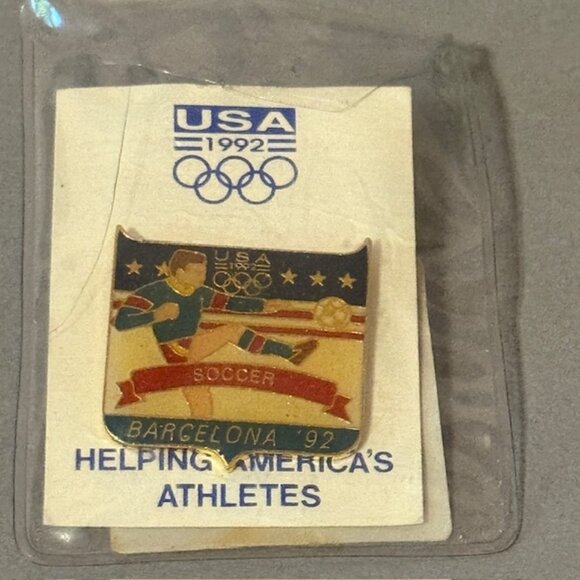 USA
1992
USA
1992
SOCCER
BARCELONA '92
HELPING AMERICA'S
ATHLETES